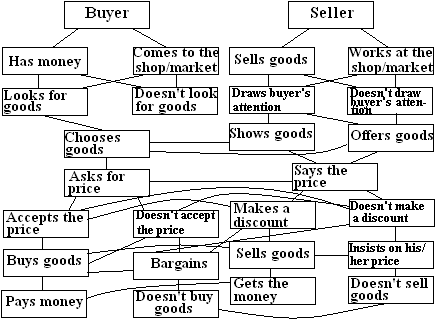 Buyer
Seller
Has money
Comes to the
shop/market
Sells goods
Works at the
shop/market
Looks for
goods
Doesn't look
for goods
Draws buyer's
attention
Doesn't draw
buyer's atten-
tion
Chooses
goods
Shows goods
Offers goods
Asks for
price
Says the
price
Accepts the
price
Doesn't accept
the price
Makes a
discount
Doesn't make
a discount
Buys goods
Bargains
Sells goods
Insists on his/
her price
Pays money
Doesn't buy
goods
Gets the
money
Doesn't sell
goods